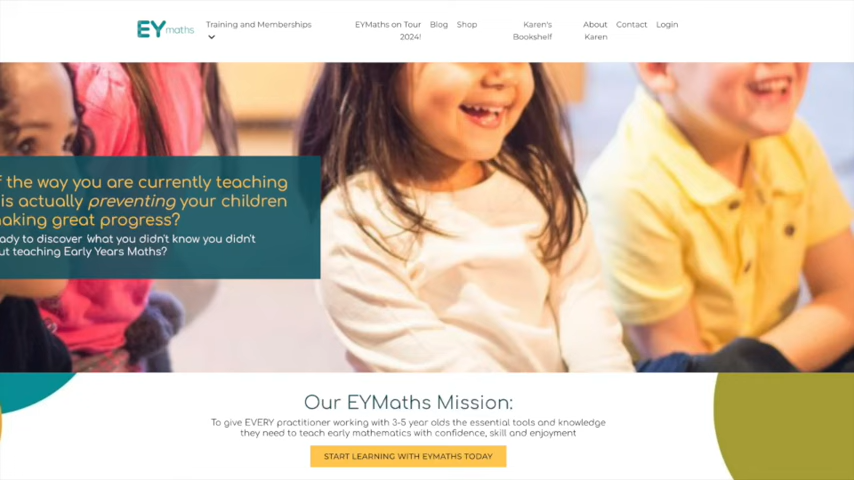 EY maths
Training and Memberships
EYMaths on Tour
2024!
Blog
Shop
Karen's
Bookshelf
About
Karen
Contact
Login
f the way you are currently teaching
is actually preventing your children
aking great progress?
ady to discover what you didn't know you didn't
ut teaching Early Years Maths?
Our EYMaths Mission:
To give EVERY practitioner working with 3-5 year olds the essential tools and knowledge
they need to teach early mathematics with confidence, skill and enjoyment
START LEARNING WITH EYMATHS TODAY